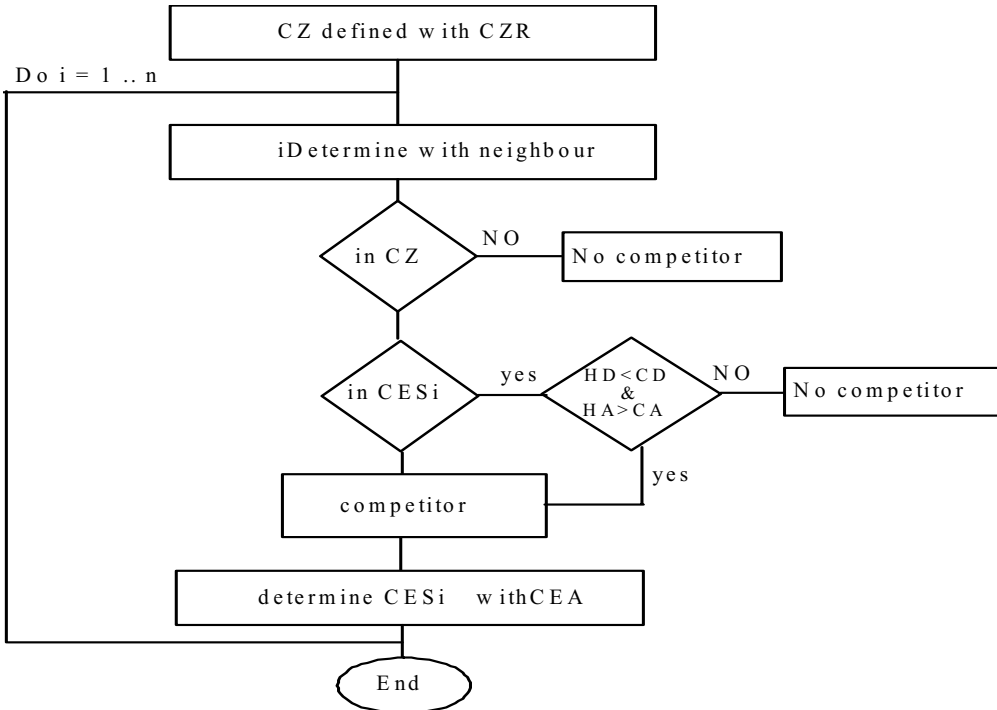 CZ defined with CZR
Do i = 1 .. n
iDetermine with neighbour
in CZ
NO
No competitor
in CESi
yes
HD<CD
&
HA>CA
NO
No competitor
yes
competitor
determine CESi withCEA
End